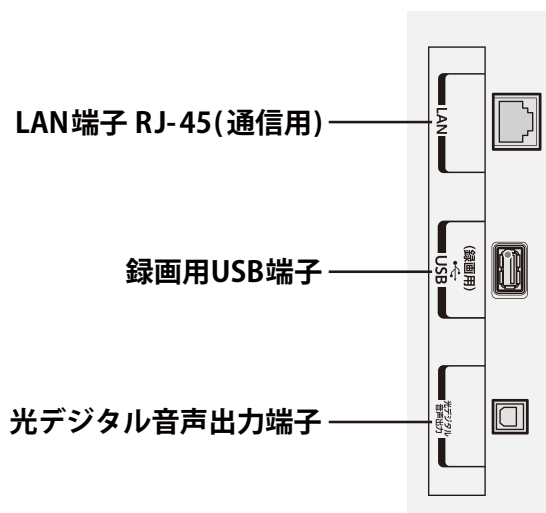 LAN端子 RJ-45(通信用)
LAN
録画用USB端子
(録画用)
USB
光デジタル音声出力端子
光デジタル
音声出力